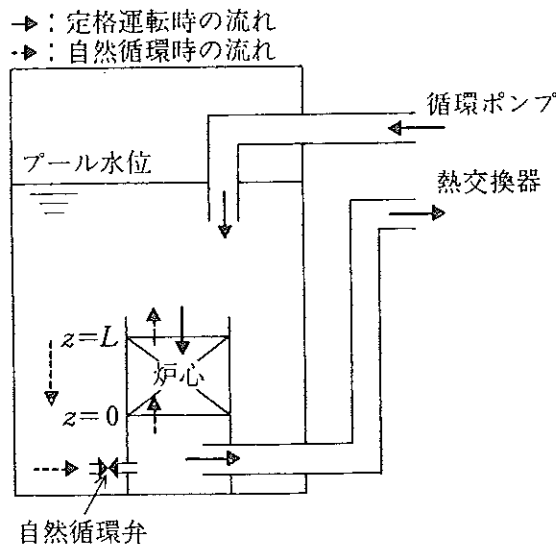 →：定格運転時の流れ
⇢：自然循環時の流れ
循環ポンプ
プール水位
熱交換器
z=L
炉心
z=0
自然循環弁